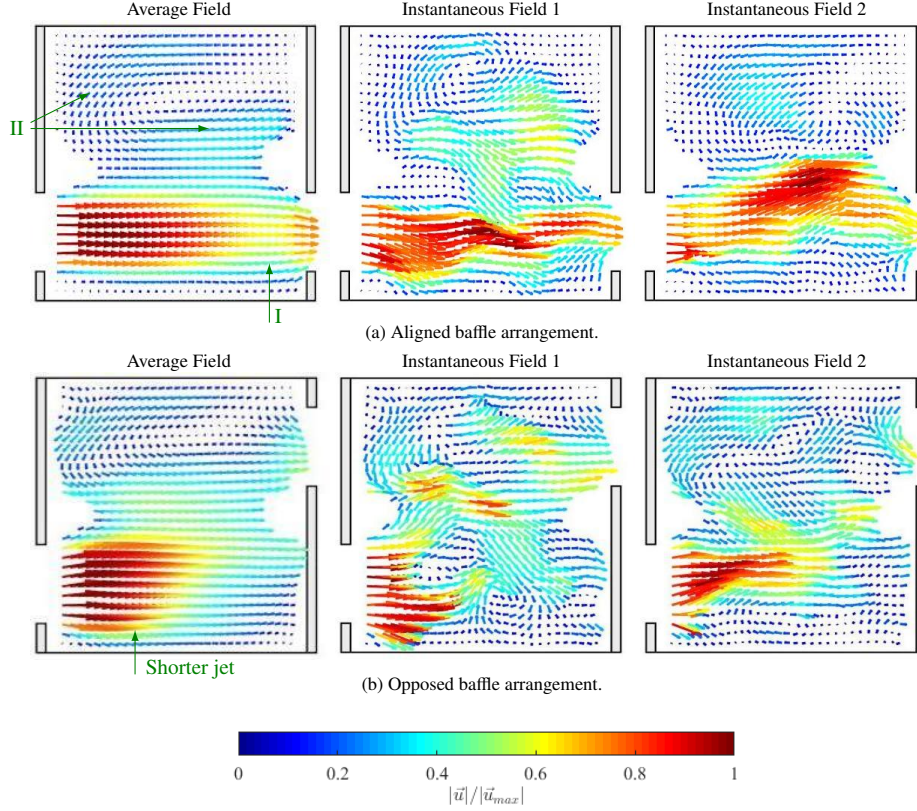 Average Field
Instantaneous Field 1
Instantaneous Field 2
II
I
(a) Aligned baffle arrangement.
Average Field
Instantaneous Field 1
Instantaneous Field 2
Shorter jet
(b) Opposed baffle arrangement.
0 0.2 0.4 0.6 0.8 1
|u⃗|/|u⃗max|